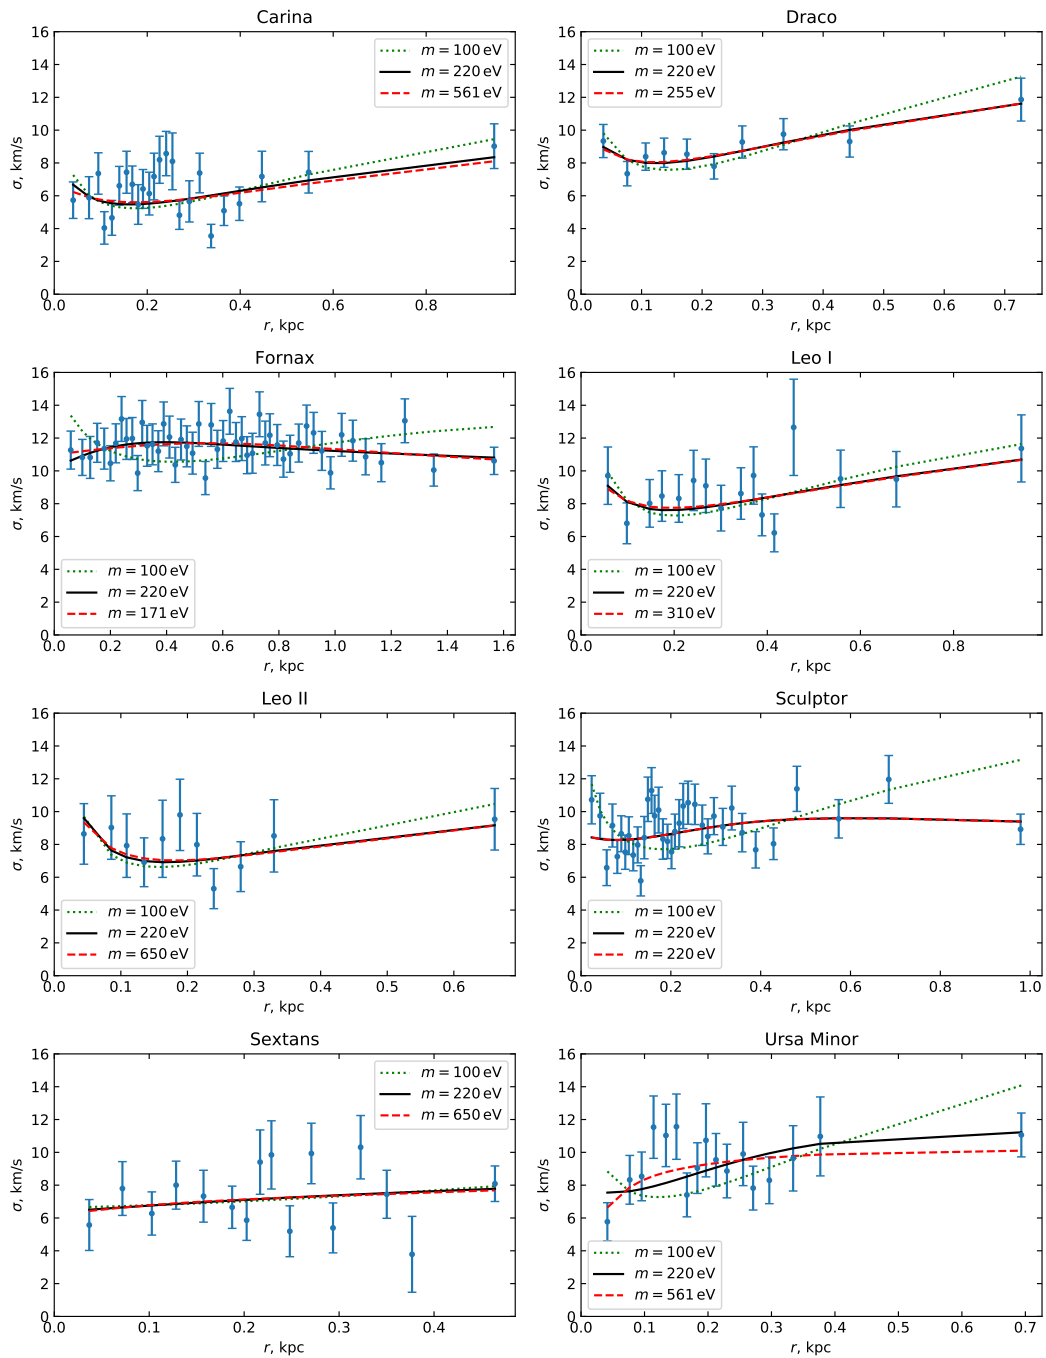 Carina
σ, km/s
16
14
12
10
8
6
4
2
0
m = 100 eV
m = 220 eV
m = 561 eV
0.0 0.2 0.4 0.6 0.8
r, kpc
Draco
σ, km/s
16
14
12
10
8
6
4
2
0
m = 100 eV
m = 220 eV
m = 255 eV
0.0 0.1 0.2 0.3 0.4 0.5 0.6 0.7
r, kpc
Fornax
σ, km/s
16
14
12
10
8
6
4
2
0
m = 100 eV
m = 220 eV
m = 171 eV
0.0 0.2 0.4 0.6 0.8 1.0 1.2 1.4 1.6
r, kpc
Leo I
σ, km/s
16
14
12
10
8
6
4
2
0
m = 100 eV
m = 220 eV
m = 310 eV
0.0 0.2 0.4 0.6 0.8
r, kpc
Leo II
σ, km/s
16
14
12
10
8
6
4
2
0
m = 100 eV
m = 220 eV
m = 650 eV
0.0 0.1 0.2 0.3 0.4 0.5 0.6
r, kpc
Sculptor
σ, km/s
16
14
12
10
8
6
4
2
0
m = 100 eV
m = 220 eV
m = 220 eV
0.0 0.2 0.4 0.6 0.8 1.0
r, kpc
Sextans
σ, km/s
16
14
12
10
8
6
4
2
0
m = 100 eV
m = 220 eV
m = 650 eV
0.0 0.1 0.2 0.3 0.4
r, kpc
Ursa Minor
σ, km/s
16
14
12
10
8
6
4
2
0
m = 100 eV
m = 220 eV
m = 561 eV
0.0 0.1 0.2 0.3 0.4 0.5 0.6 0.7
r, kpc